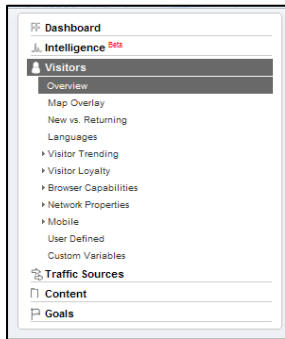 Dashboard
Intelligence Beta
Visitors
Overview
Map Overlay
New vs. Returning
Languages
Visitor Trending
Visitor Loyalty
Browser Capabilities
Network Properties
Mobile
User Defined
Custom Variables
Traffic Sources
Content
Goals